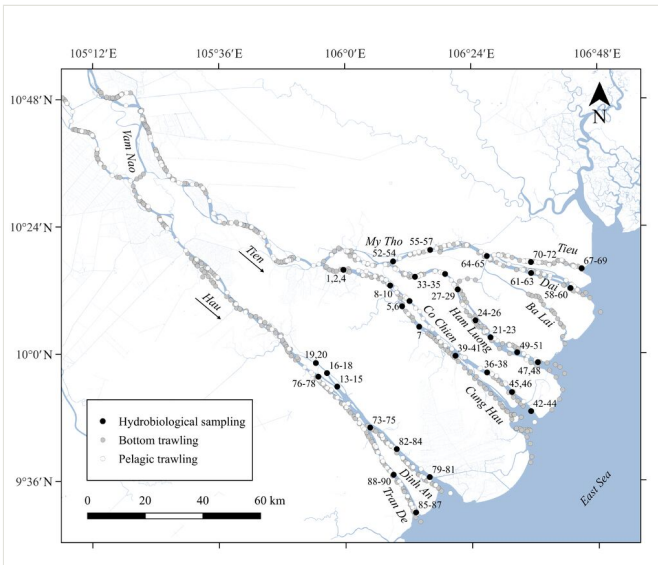 105°12' E
105°36' E
106°0' E
106°24' E
106°48' E
10°48' N
10°24' N
10°0' N
9°36' N
N
Vam Nao
Tien
Hau
My Tho
52-54
55-57
64-65
70-72
Tieu
67-69
61-63
Dai
58-60
Ba Lai
1,2,4
33-35
27-29
8-10
5,6
7
Co Chien
Ham Luong
24-26
21-23
39-41
49-51
47,48
36-38
45,46
42-44
Cung Hau
19,20
16-18
13-15
76-78
73-75
82-84
79-81
Dinh An
88-90
Tran De
85-87
East Sea
Hydrobiological sampling
Bottom trawling
Pelagic trawling
0 20 40 60 km